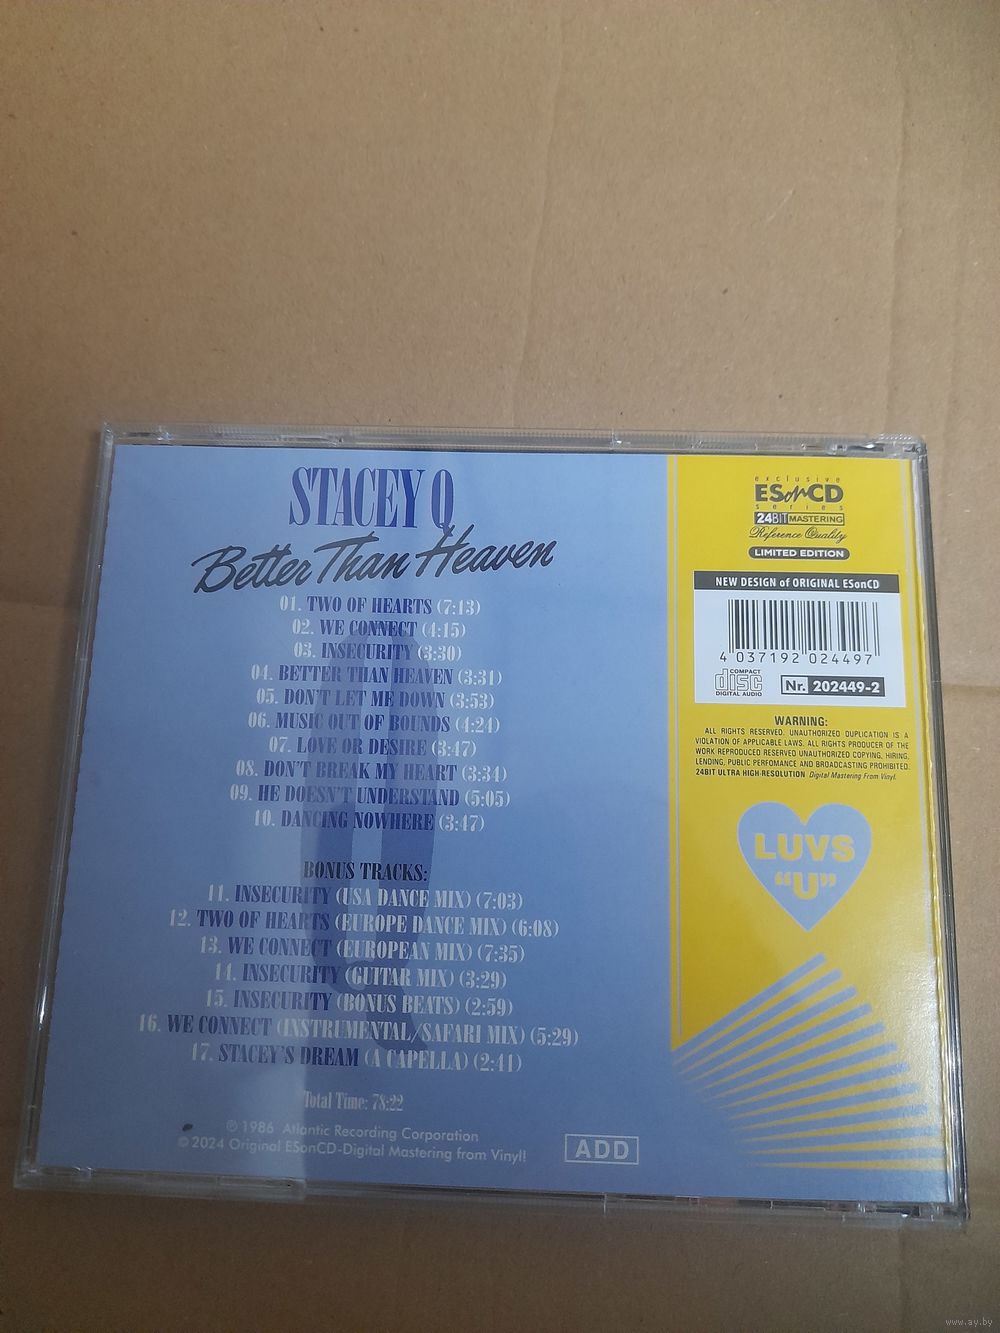 STACEY Q
Better Than Heaven
01. TWO OF HEARTS (7:13)
02. WE CONNECT (4:15)
03. INSECURITY (3:30)
04. BETTER THAN HEAVEN (3:31)
05. DON'T LET ME DOWN (3:53)
06. MUSIC OUT OF BOUNDS (4:24)
07. LOVE OR DESIRE (3:47)
08. DON'T BREAK MY HEART (3:34)
09. HE DOESN'T UNDERSTAND (5:05)
10. DANCING NOWHERE (3:47)
BONUS TRACKS:
11. INSECURITY (USA DANCE MIX) (7:03)
12. TWO OF HEARTS (EUROPE DANCE MIX) (6:08)
13. WE CONNECT (EUROPEAN MIX) (7:35)
14. INSECURITY (GUITAR MIX) (3:29)
15. INSECURITY (BONUS BEATS) (2:59)
16. WE CONNECT (INSTRUMENTAL/SAFARI MIX) (5:29)
17. STACEY'S DREAM (A CAPELLA) (2:41)
Total Time: 78:22
℗ 1986 Atlantic Recording Corporation
© 2024 Original ESonCD-Digital Mastering from Vinyl!
ADD
exclusive
ESonCD
series
24BIT MASTERING
Reference Quality
LIMITED EDITION
NEW DESIGN of ORIGINAL ESonCD
4 037192 024497
COMPACT
disc
DIGITAL AUDIO
Nr. 202449-2
WARNING:
ALL RIGHTS RESERVED. UNAUTHORIZED DUPLICATION IS A
VIOLATION OF APPLICABLE LAWS. ALL RIGHTS PRODUCER OF THE
WORK REPRODUCED RESERVED UNAUTHORIZED COPYING, HIRING,
LENDING, PUBLIC PERFOMANCE AND BROADCASTING PROHIBITED.
24BIT ULTRA HIGH-RESOLUTION Digital Mastering From Vinyl.
LUVS
"U"
www.ay.by